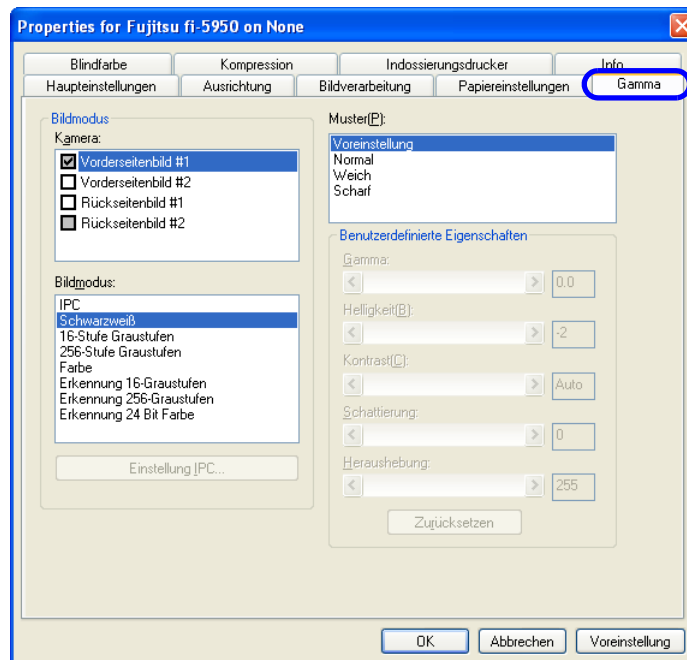 Properties for Fujitsu fi-5950 on None
Blindfarbe
Kompression
Indossierungsdrucker
Info
Haupteinstellungen
Ausrichtung
Bildverarbeitung
Papiereinstellungen
Gamma
Bildmodus
Kamera:
Vorderseitenbild #1
Vorderseitenbild #2
Rückseitenbild #1
Rückseitenbild #2
Bildmodus:
IPC
Schwarzweiß
16-Stufe Graustufen
256-Stufe Graustufen
Farbe
Erkennung 16-Graustufen
Erkennung 256-Graustufen
Erkennung 24 Bit Farbe
Einstellung IPC...
Muster(P):
Voreinstellung
Normal
Weich
Scharf
Benutzerdefinierte Eigenschaften
Gamma:
0.0
Helligkeit(B):
-2
Kontrast(C):
Auto
Schattierung:
0
Heraushebung:
255
Zurücksetzen
OK
Abbrechen
Voreinstellung